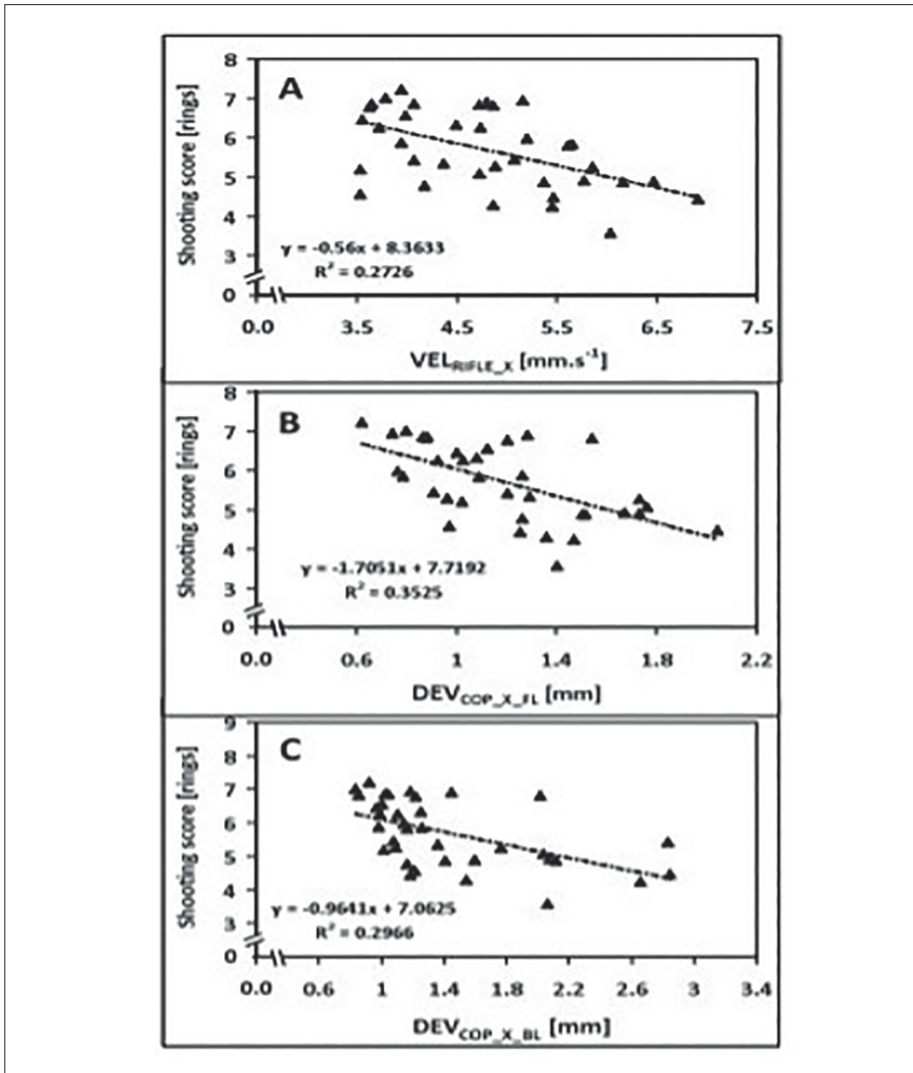 A
Shooting score [rings]
8
7
6
5
4
3
0
y = -0.56x + 8.3633
R² = 0.2726
0.0 3.5 4.5 5.5 6.5 7.5
VEL_RIFLE_X [mm.s⁻¹]
B
Shooting score [rings]
8
7
6
5
4
3
0
y = -1.7051x + 7.7192
R² = 0.3525
0.0 0.6 1 1.4 1.8 2.2
DEV_COP_X_FL [mm]
C
Shooting score [rings]
9
8
7
6
5
4
3
0
y = -0.9641x + 7.0625
R² = 0.2966
0.0 0.6 1 1.4 1.8 2.2 2.6 3 3.4
DEV_COP_X_BL [mm]